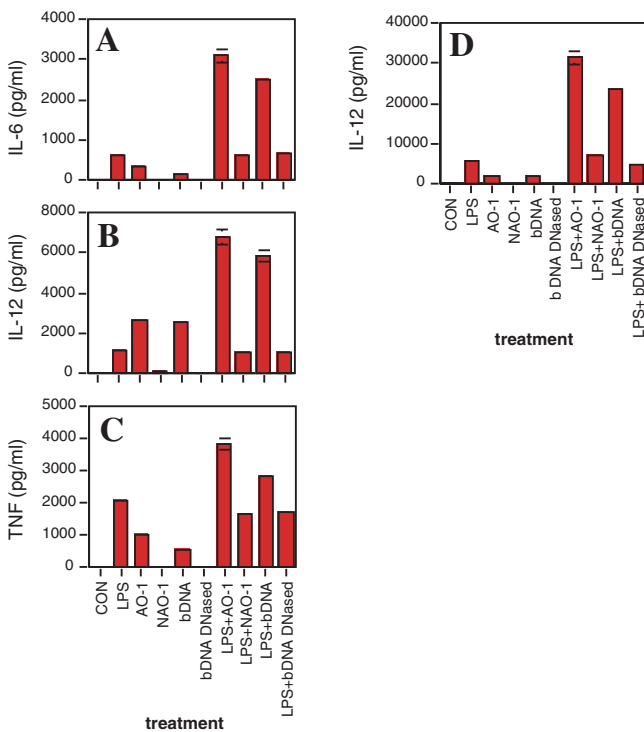 A
IL-6 (pg/ml)
4000
3000
2000
1000
0
B
IL-12 (pg/ml)
8000
6000
4000
2000
0
C
TNF (pg/ml)
5000
4000
3000
2000
1000
0
CON
LPS
AO-1
NAO-1
bDNA
bDNA DNased
LPS+AO-1
LPS+NAO-1
LPS+bDNA
LPS+bDNA DNased
treatment
D
IL-12 (pg/ml)
40000
30000
20000
10000
0
CON
LPS
AO-1
NAO-1
bDNA
b DNA DNased
LPS+AO-1
LPS+NAO-1
LPS+bDNA
LPS+ bDNA DNased
treatment